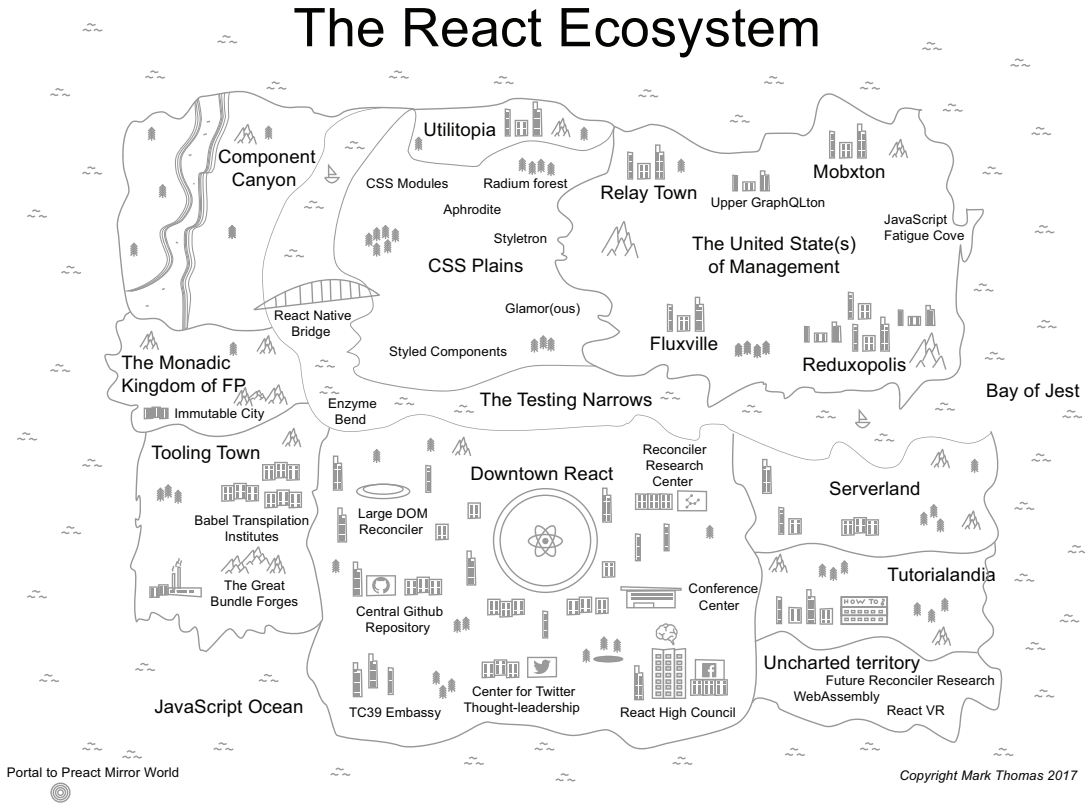 The React Ecosystem
Utilitopia
Component
Canyon
CSS Modules
Radium forest
Aphrodite
Styletron
CSS Plains
Glamor(ous)
Styled Components
Relay Town
Upper GraphQLton
Mobxton
JavaScript
Fatigue Cove
The United State(s)
of Management
Fluxville
Reduxopolis
React Native
Bridge
The Monadic
Kingdom of FP
Immutable City
Enzyme
Bend
The Testing Narrows
Bay of Jest
Tooling Town
Babel Transpilation
Institutes
The Great
Bundle Forges
Downtown React
Reconciler
Research
Center
Large DOM
Reconciler
Central Github
Repository
Conference
Center
TC39 Embassy
Center for Twitter
Thought-leadership
React High Council
Serverland
Tutorialandia
HOW TO?
Uncharted territory
Future Reconciler Research
WebAssembly
React VR
JavaScript Ocean
Portal to Preact Mirror World
Copyright Mark Thomas 2017